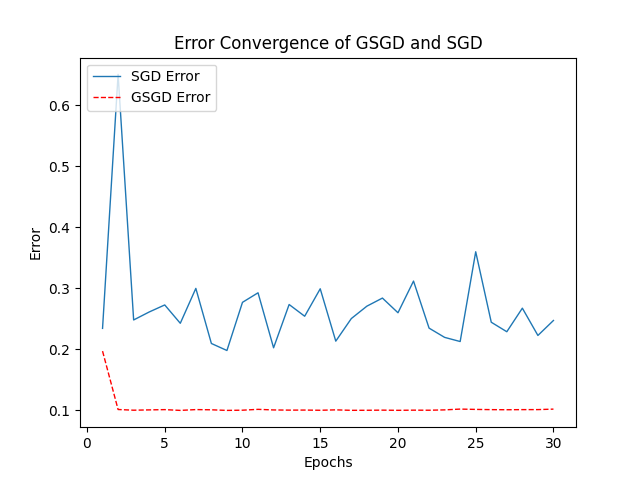 Error Convergence of GSGD and SGD
SGD Error
GSGD Error
0.6
0.5
0.4
0.3
0.2
0.1
Error
0 5 10 15 20 25 30
Epochs